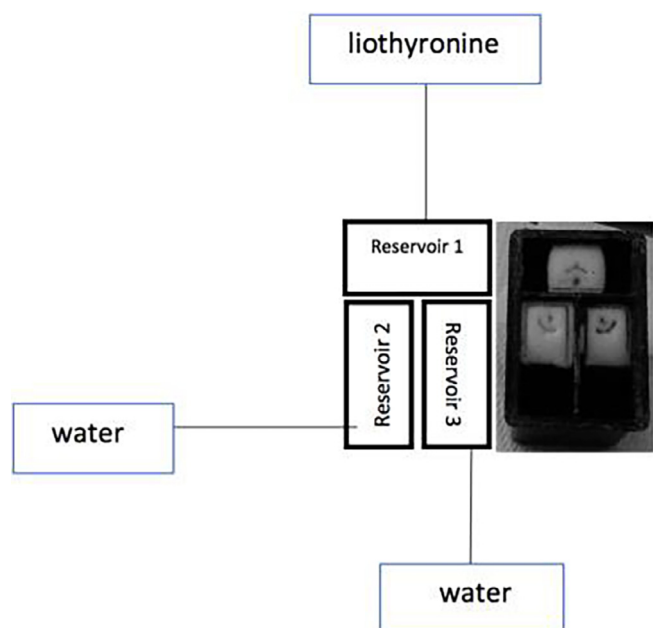 liothyronine
Reservoir 1
Reservoir 2
Reservoir 3
water
water